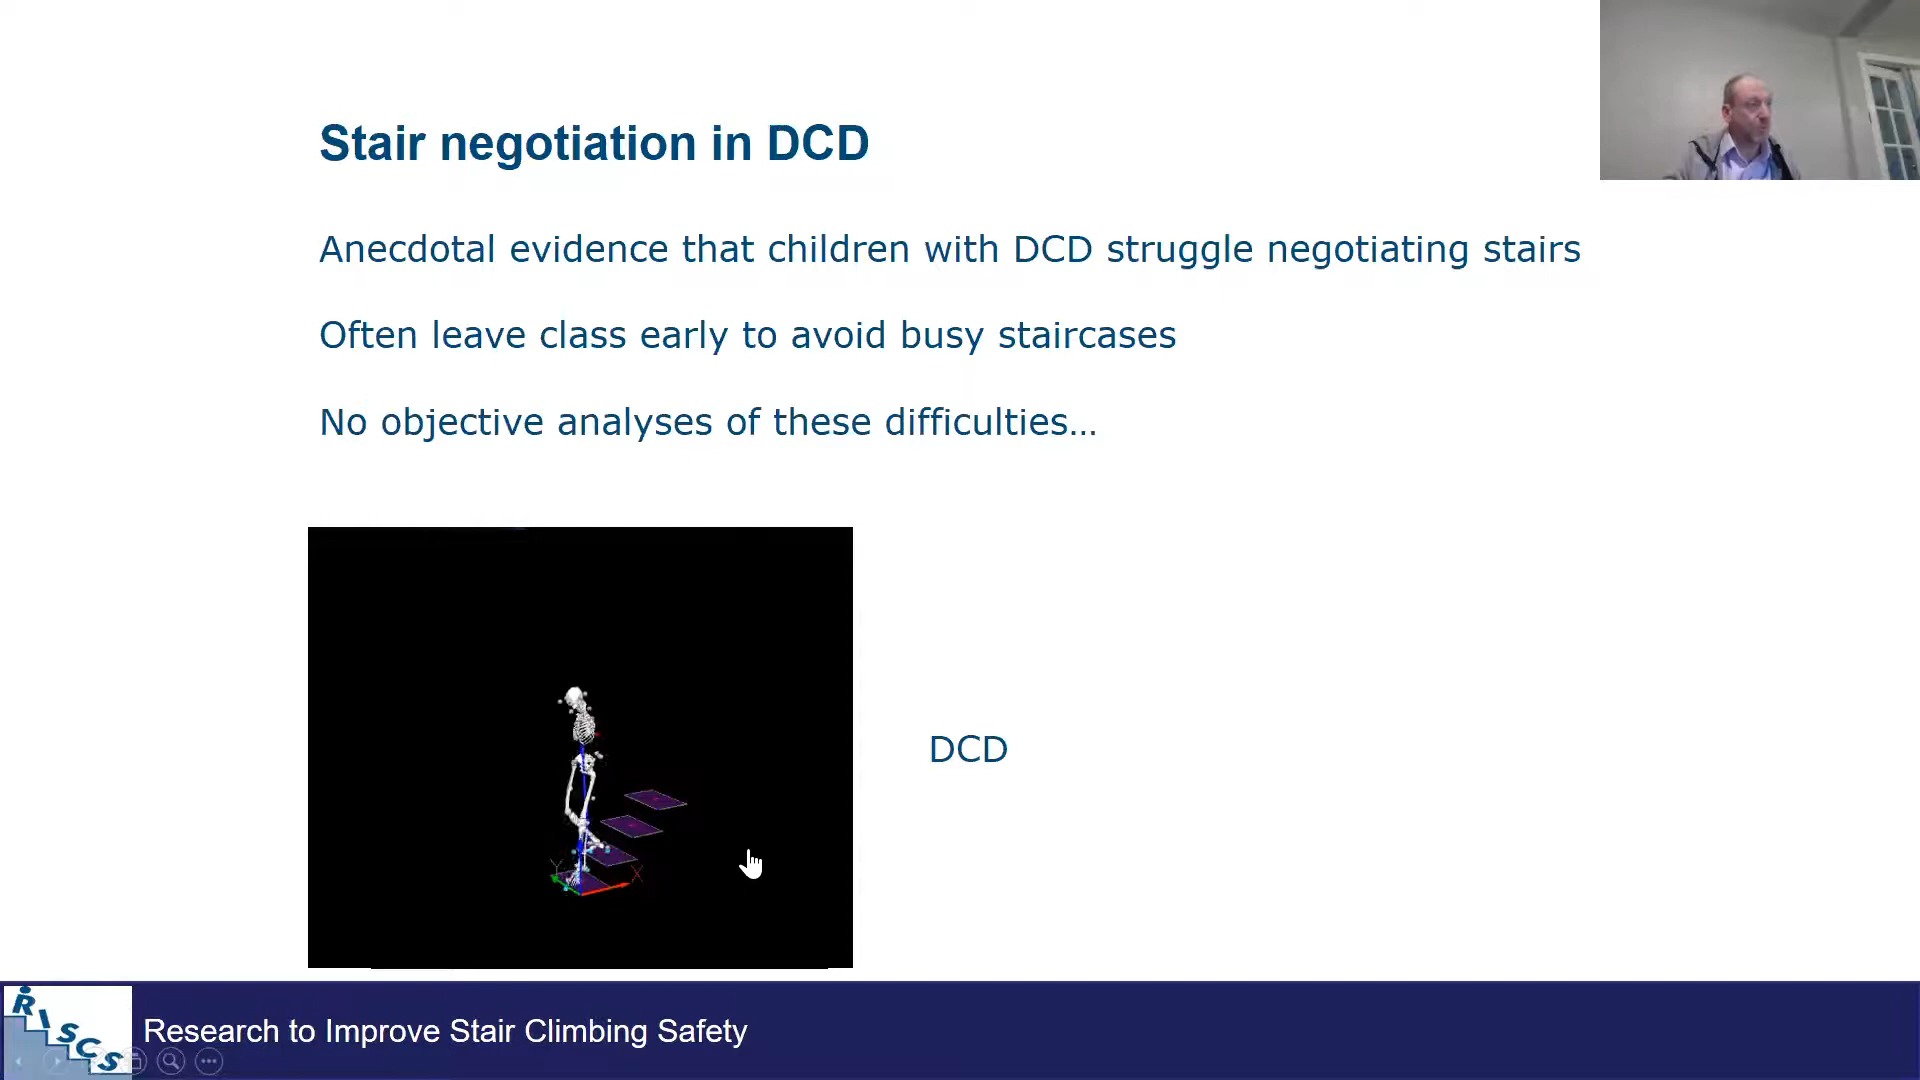 Stair negotiation in DCD
Anecdotal evidence that children with DCD struggle negotiating stairs
Often leave class early to avoid busy staircases
No objective analyses of these difficulties…
Y
X
DCD
RISCS
Research to Improve Stair Climbing Safety